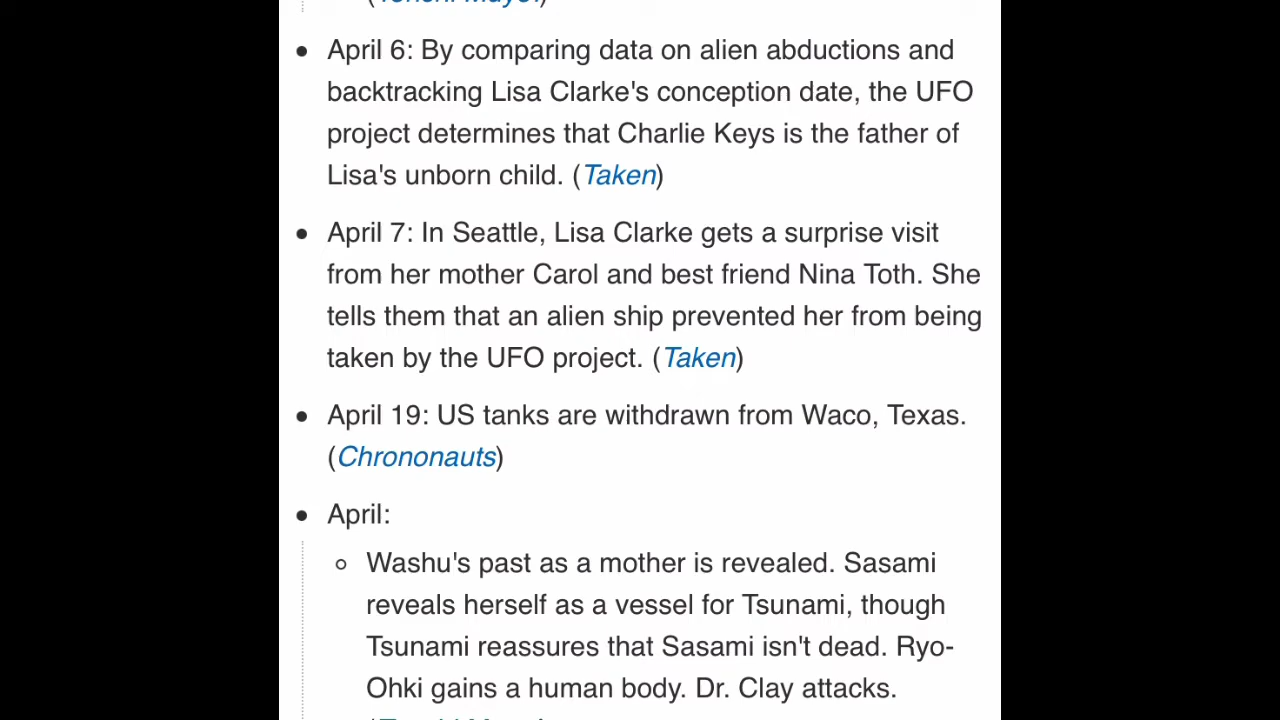 • April 6: By comparing data on alien abductions and
backtracking Lisa Clarke's conception date, the UFO
project determines that Charlie Keys is the father of
Lisa's unborn child. (Taken)
• April 7: In Seattle, Lisa Clarke gets a surprise visit
from her mother Carol and best friend Nina Toth. She
tells them that an alien ship prevented her from being
taken by the UFO project. (Taken)
• April 19: US tanks are withdrawn from Waco, Texas.
(Chrononauts)
• April:
◦ Washu's past as a mother is revealed. Sasami
reveals herself as a vessel for Tsunami, though
Tsunami reassures that Sasami isn't dead. Ryo-
Ohki gains a human body. Dr. Clay attacks.